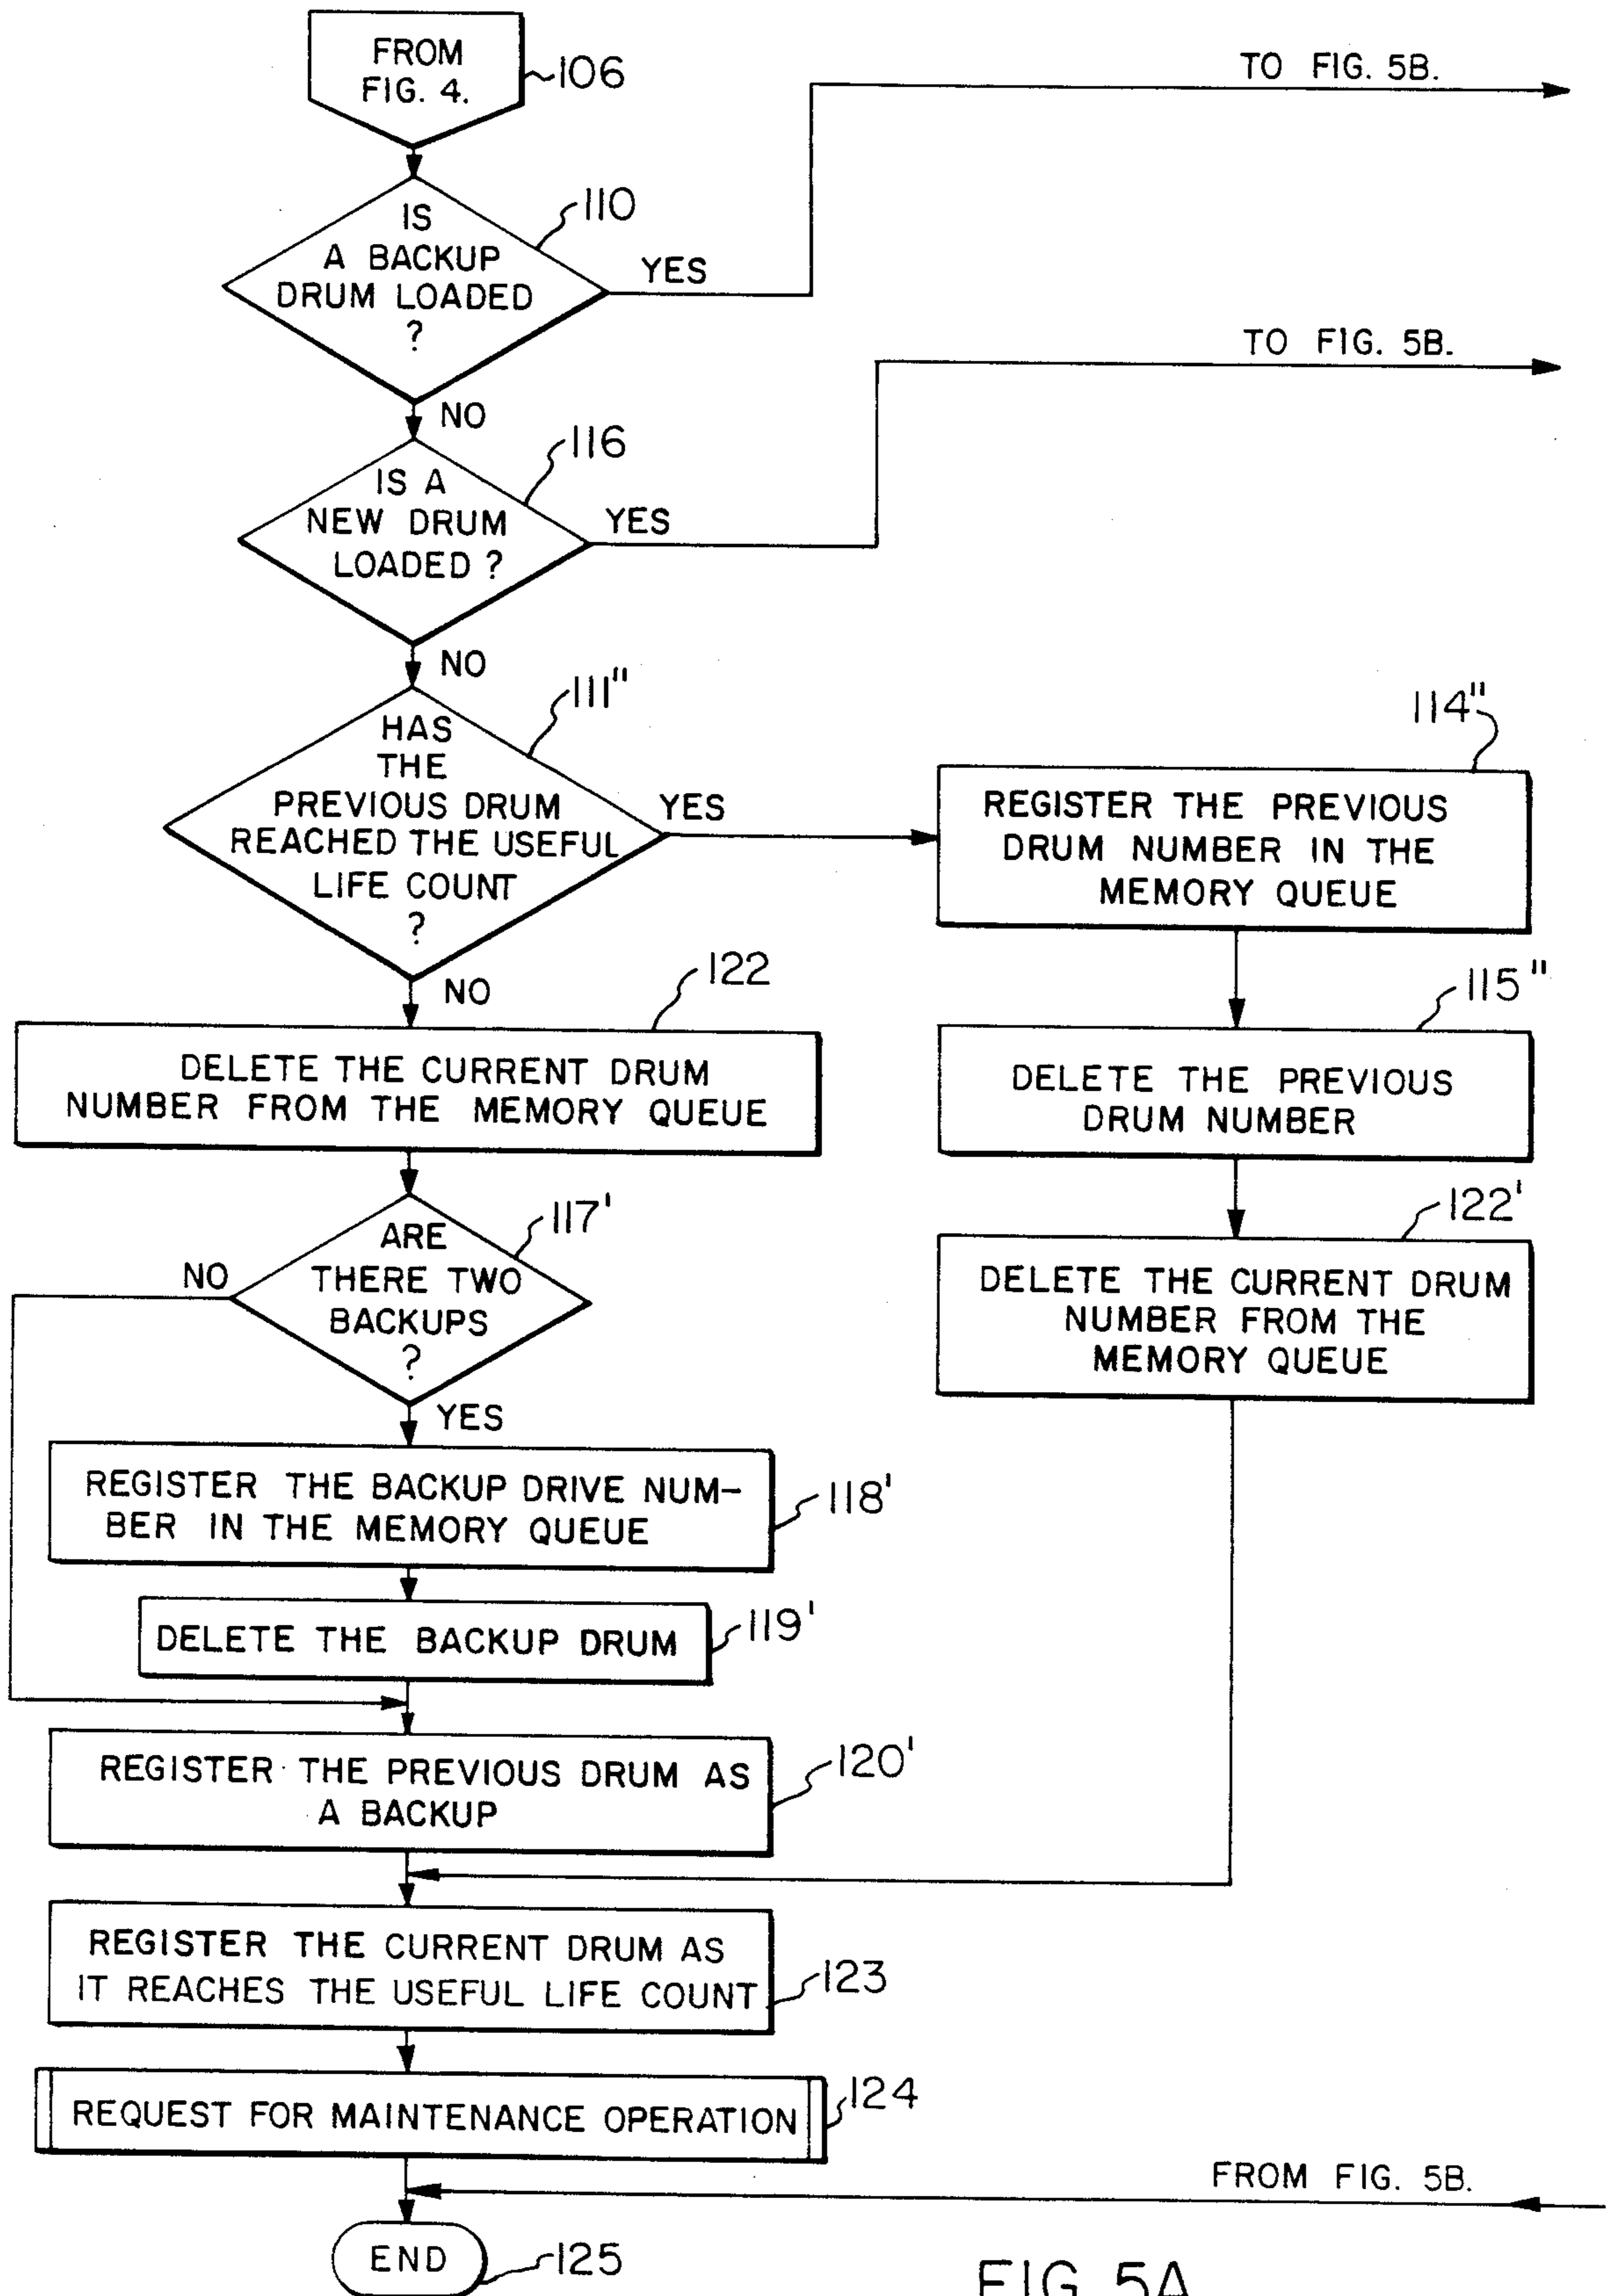 FROM
FIG. 4.
106
TO FIG. 5B.
110
IS
A BACKUP
DRUM LOADED
?
YES
NO
TO FIG. 5B.
116
IS A
NEW DRUM
LOADED ?
YES
NO
111"
HAS
THE
PREVIOUS DRUM
REACHED THE USEFUL
LIFE COUNT
?
YES
NO
114"
REGISTER THE PREVIOUS
DRUM NUMBER IN THE
MEMORY QUEUE
122
DELETE THE CURRENT DRUM
NUMBER FROM THE MEMORY QUEUE
115"
DELETE THE PREVIOUS
DRUM NUMBER
117'
ARE
THERE TWO
BACKUPS
?
NO
YES
122'
DELETE THE CURRENT DRUM
NUMBER FROM THE
MEMORY QUEUE
REGISTER THE BACKUP DRIVE NUM-
BER IN THE MEMORY QUEUE
118'
DELETE THE BACKUP DRUM
119'
REGISTER THE PREVIOUS DRUM AS
A BACKUP
120'
REGISTER THE CURRENT DRUM AS
IT REACHES THE USEFUL LIFE COUNT
123
REQUEST FOR MAINTENANCE OPERATION
124
FROM FIG. 5B.
END
125
FIG. 5A